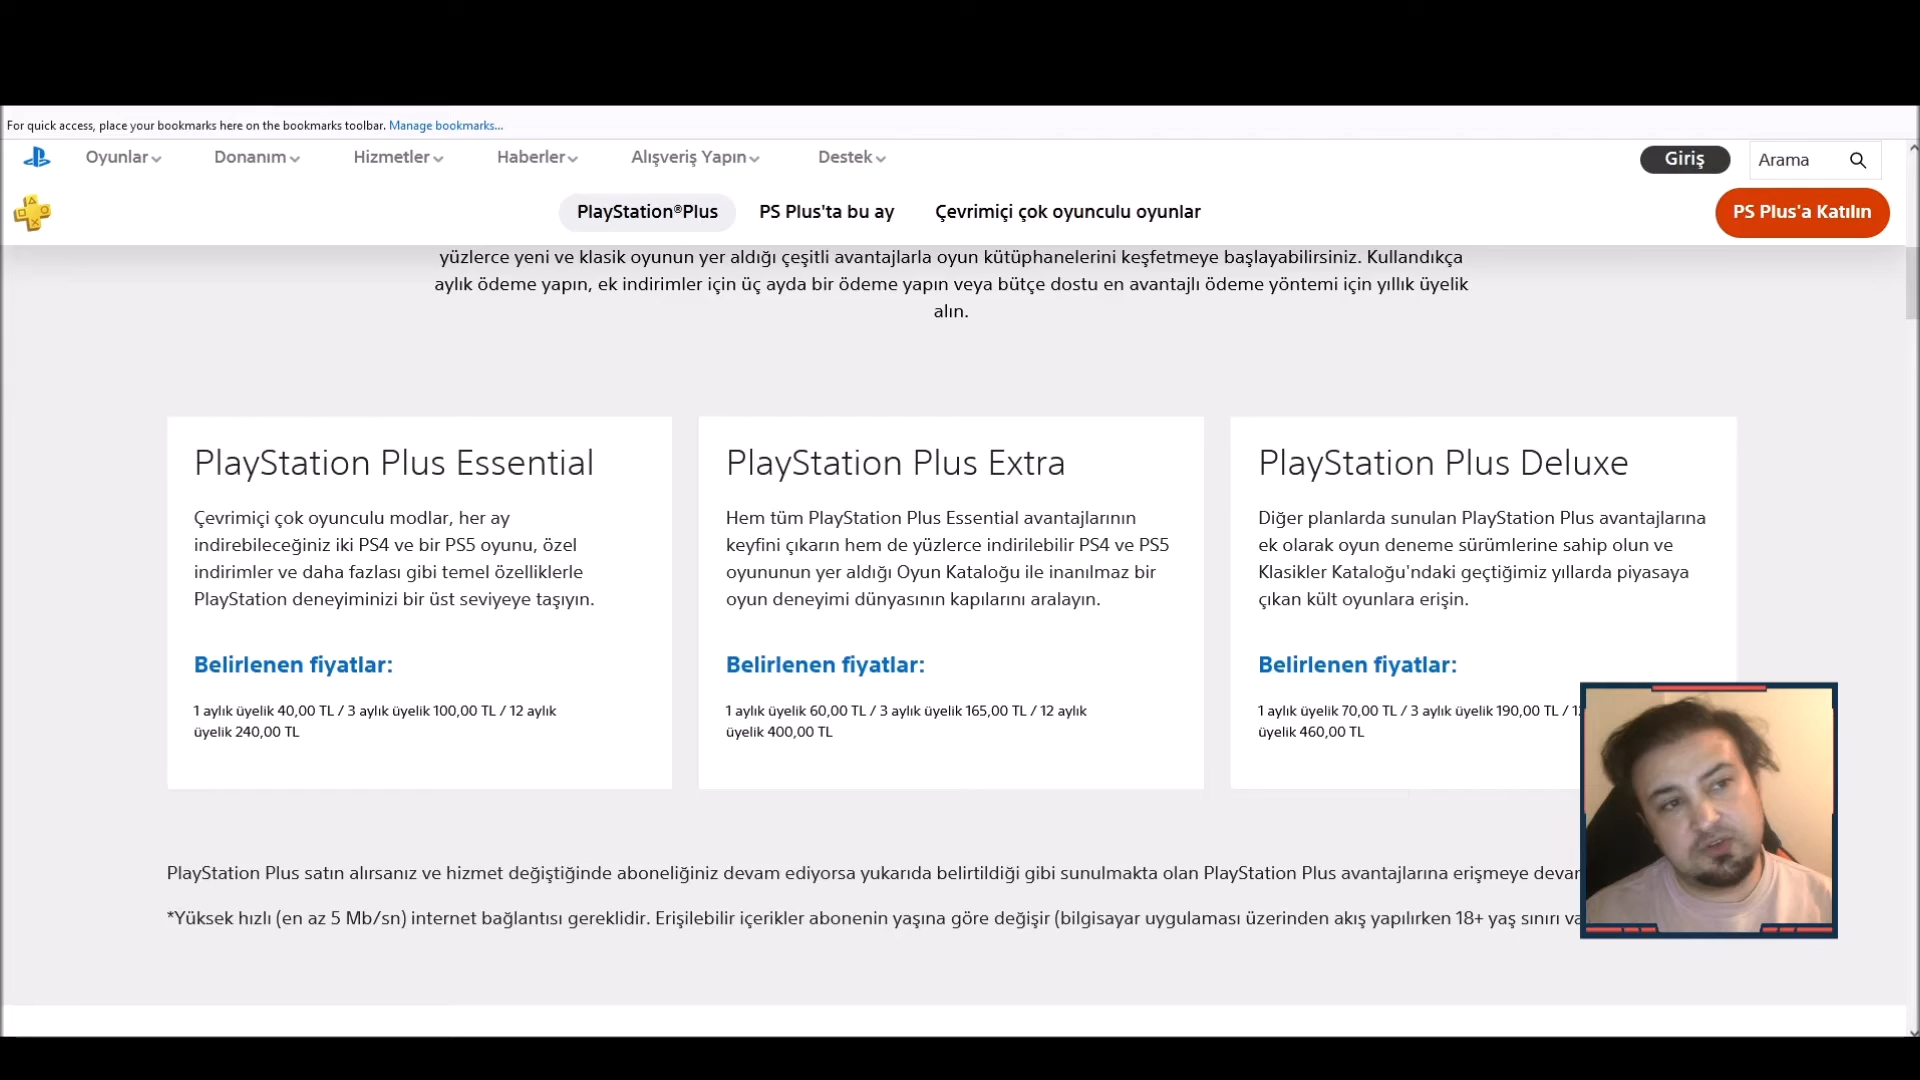 For quick access, place your bookmarks here on the bookmarks toolbar. Manage bookmarks...
Oyunlar Donanım Hizmetler Haberler Alışveriş Yapın Destek Giriş Arama
PlayStation®Plus PS Plus'ta bu ay Çevrimiçi çok oyunculu oyunlar PS Plus'a Katılın
yüzlerce yeni ve klasik oyunun yer aldığı çeşitli avantajlarla oyun kütüphanelerini keşfetmeye başlayabilirsiniz. Kullandıkça
aylık ödeme yapın, ek indirimler için üç ayda bir ödeme yapın veya bütçe dostu en avantajlı ödeme yöntemi için yıllık üyelik
alın.
PlayStation Plus Essential
Çevrimiçi çok oyunculu modlar, her ay
indirebileceğiniz iki PS4 ve bir PS5 oyunu, özel
indirimler ve daha fazlası gibi temel özelliklerle
PlayStation deneyiminizi bir üst seviyeye taşıyın.
Belirlenen fiyatlar:
1 aylık üyelik 40,00 TL / 3 aylık üyelik 100,00 TL / 12 aylık
üyelik 240,00 TL
PlayStation Plus Extra
Hem tüm PlayStation Plus Essential avantajlarının
keyfini çıkarın hem de yüzlerce indirilebilir PS4 ve PS5
oyununun yer aldığı Oyun Kataloğu ile inanılmaz bir
oyun deneyimi dünyasının kapılarını aralayın.
Belirlenen fiyatlar:
1 aylık üyelik 60,00 TL / 3 aylık üyelik 165,00 TL / 12 aylık
üyelik 400,00 TL
PlayStation Plus Deluxe
Diğer planlarda sunulan PlayStation Plus avantajlarına
ek olarak oyun deneme sürümlerine sahip olun ve
Klasikler Kataloğu'ndaki geçtiğimiz yıllarda piyasaya
çıkan kült oyunlara erişin.
Belirlenen fiyatlar:
1 aylık üyelik 70,00 TL / 3 aylık üyelik 190,00 TL /
üyelik 460,00 TL
PlayStation Plus satın alırsanız ve hizmet değiştiğinde aboneliğiniz devam ediyorsa yukarıda belirtildiği gibi sunulmakta olan PlayStation Plus avantajlarına erişmeye
*Yüksek hızlı (en az 5 Mb/sn) internet bağlantısı gereklidir. Erişilebilir içerikler abonenin yaşına göre değişir (bilgisayar uygulaması üzerinden akış yapılırken 18+ yaş sınırı